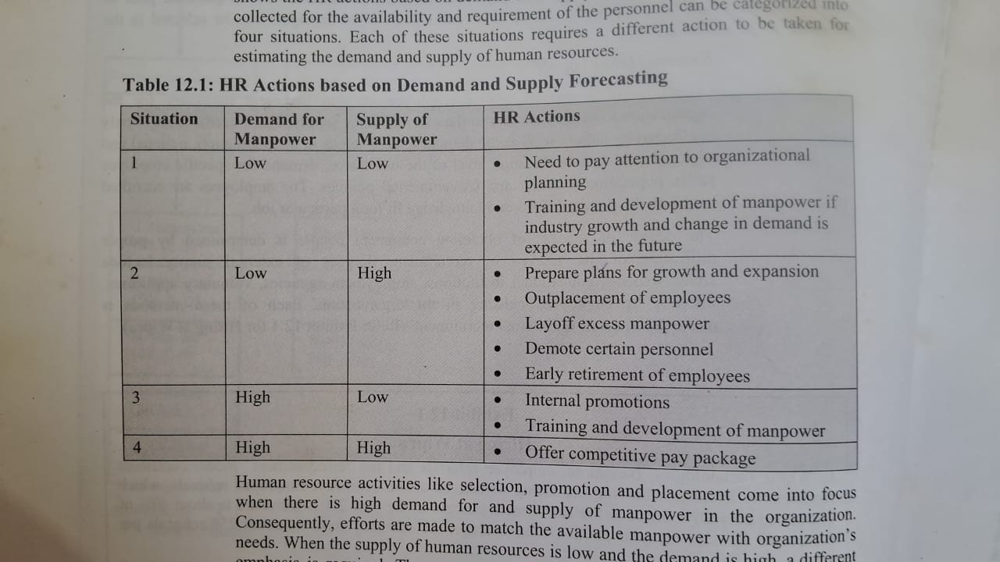 collected for the availability and requirement of the personnel can be categorized into
four situations. Each of these situations requires a different action to be taken for
estimating the demand and supply of human resources.
Table 12.1: HR Actions based on Demand and Supply Forecasting
Situation Demand for Manpower Supply of Manpower HR Actions
1 Low Low • Need to pay attention to organizational
planning
• Training and development of manpower if
industry growth and change in demand is
expected in the future
2 Low High • Prepare plans for growth and expansion
• Outplacement of employees
• Layoff excess manpower
• Demote certain personnel
• Early retirement of employees
3 High Low • Internal promotions
• Training and development of manpower
4 High High • Offer competitive pay package
Human resource activities like selection, promotion and placement come into focus
when there is high demand for and supply of manpower in the organization.
Consequently, efforts are made to match the available manpower with organization's
needs. When the supply of human resources is low and the demand is high, a different